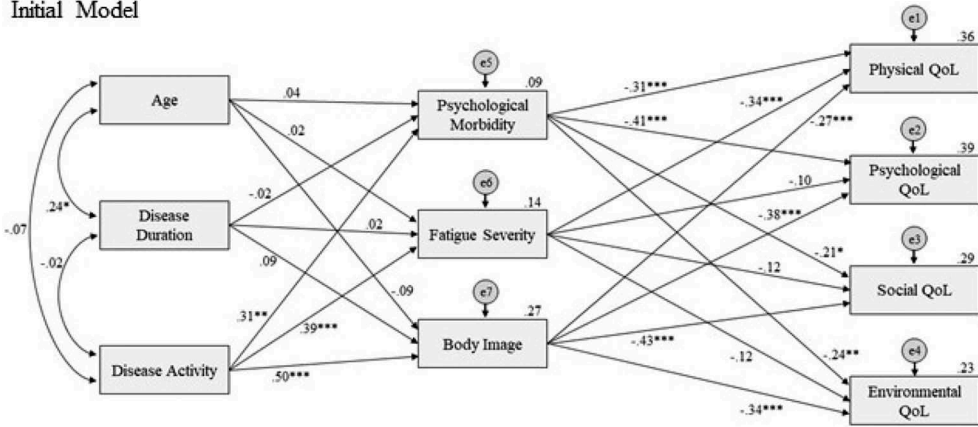 Initial Model
e1
.36
Physical QoL
e5
.09
Age
.04
Psychological
Morbidity
-.31***
-.34***
.02
-.41***
-.27***
e2
.39
Psychological
QoL
-.02
e6
-.10
.24*
Disease
Duration
.14
-.07
.02
Fatigue Severity
-.38***
e3
-.02
.09
-.21*
.29
-.12
Social QoL
e7
-.09
.27
.31**
.39***
Body Image
-.43***
-.12
-.24**
e4
.23
Disease Activity
.50***
Environmental
QoL
-.34***